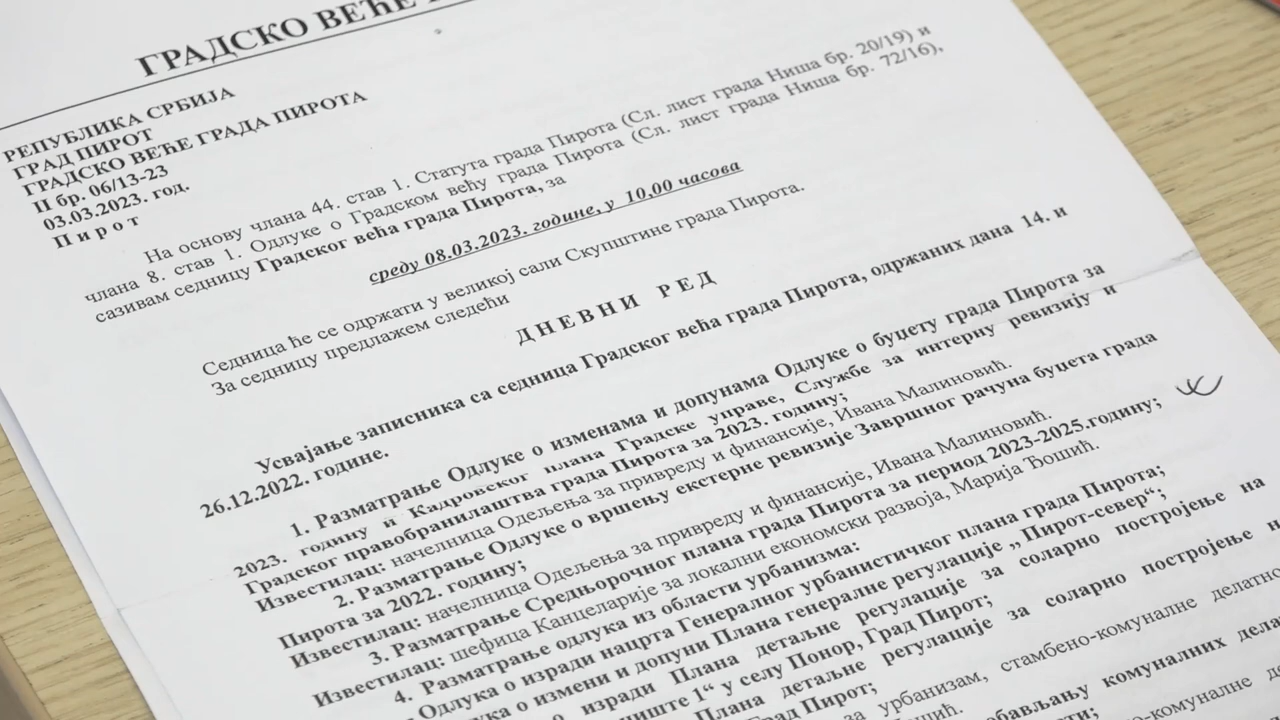 ГРАДСКО ВЕЋЕ
РЕПУБЛИКА СРБИЈА
ГРАД ПИРОТ
ГРАДСКО ВЕЋЕ ГРАДА ПИРОТА
II бр. 06/13-23
03.03.2023. год.
П и р о т
На основу члана 44. став 1. Статута града Пирота (Сл. лист града Ниша бр. 20/19) и
члана 8. став 1. Одлуке о Градском већу града Пирота (Сл. лист града Ниша бр. 72/16),
сазивам седницу Градског већа града Пирота, за
среду 08.03.2023. године, у 10,00 часова
Седница ће се одржати у великој сали Скупштине града Пирота.
За седницу предлажем следећи
Д Н Е В Н И Р Е Д
Усвајање записника са седница Градског већа града Пирота, одржаних дана 14. и
26.12.2022. године.
1. Разматрање Одлуке о изменама и допунама Одлуке о буџету града Пирота за
2023. годину и Кадровског плана Градске управе, Службе за интерну ревизију и
Градског правобранилаштва града Пирота за 2023. годину;
Известилац: начелница Одељења за привреду и финансије, Ивана Малиновић.
2. Разматрање Одлуке о вршењу екстерне ревизије Завршног рачуна буџета града
Пирота за 2022. годину;
Известилац: начелница Одељења за привреду и финансије, Ивана Малиновић.
3. Разматрање Средњорочног плана града Пирота за период 2023-2025.годину;
Известилац: шефица Канцеларије за локални економски развоја, Марија Ћошић.
4. Разматрање одлука из области урбанизма:
Одлука о изради нацрта Генералног урбанистичког плана града Пирота;
о измени и допуни Плана генералне регулације „Пирот-север“;
о изради Плана детаљне регулације за соларно постројење на
1“ у селу Понор, Град Пирот;
Плана детаљне регулације за соларно постројење
Град Пирот;
за урбанизам, стамбено-комуналне
комуналних